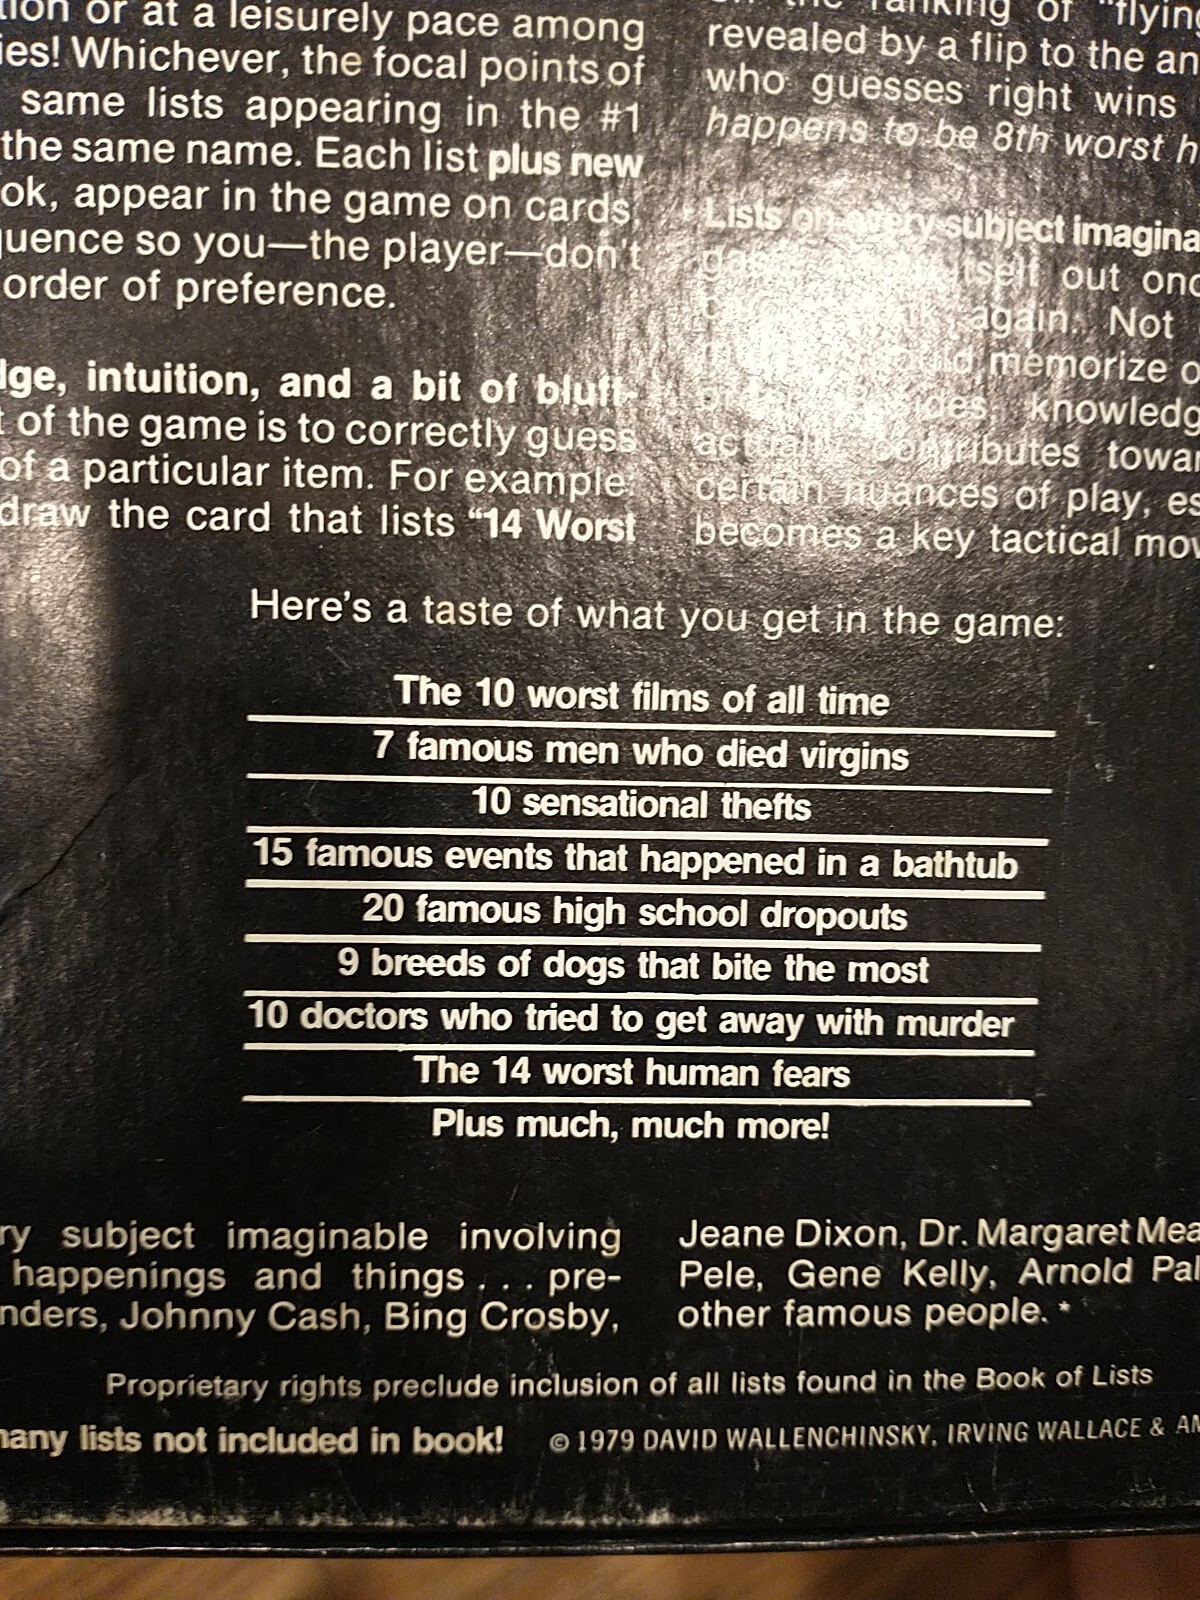 or at a leisurely pace among
ies! Whichever, the focal points of
same lists appearing in the #1
the same name. Each list plus new
ok, appear in the game on cards,
uence so you—the player—don't
order of preference.
dge, intuition, and a bit of bluff-
of the game is to correctly guess
of a particular item. For example:
draw the card that lists "14 Worst
the ranking of "flying
revealed by a flip to the an
who guesses right wins
happens to be 8th worst h
Lists on every subject imagina
itself out onc
again. Not
memorize o
knowledg
actually contributes towar
certain nuances of play, es
becomes a key tactical mov
Here's a taste of what you get in the game:
The 10 worst films of all time
7 famous men who died virgins
10 sensational thefts
15 famous events that happened in a bathtub
20 famous high school dropouts
9 breeds of dogs that bite the most
10 doctors who tried to get away with murder
The 14 worst human fears
Plus much, much more!
ry subject imaginable involving
happenings and things . . . pre-
nders, Johnny Cash, Bing Crosby,
Jeane Dixon, Dr. Margaret Mea
Pele, Gene Kelly, Arnold Pal
other famous people.*
Proprietary rights preclude inclusion of all lists found in the Book of Lists
many lists not included in book!
© 1979 DAVID WALLENCHINSKY, IRVING WALLACE & AM